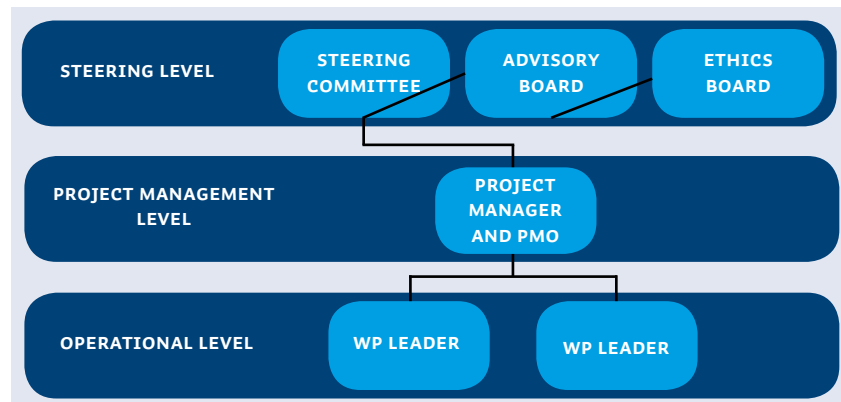 STEERING LEVEL
STEERING
COMMITTEE
ADVISORY
BOARD
ETHICS
BOARD
PROJECT MANAGEMENT
LEVEL
PROJECT
MANAGER
AND PMO
OPERATIONAL LEVEL
WP LEADER
WP LEADER